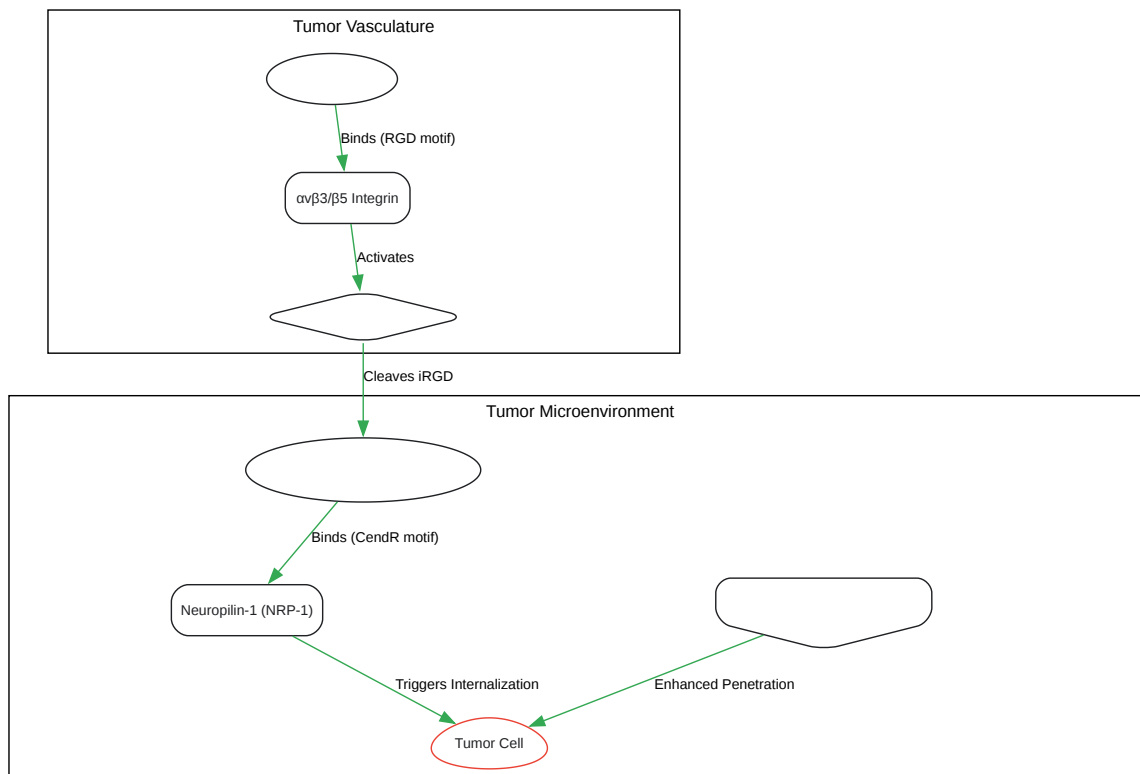 Tumor Vasculature
Binds (RGD motif)
αvβ3/β5 Integrin
Activates
Cleaves iRGD
Tumor Microenvironment
Binds (CendR motif)
Neuropilin-1 (NRP-1)
Triggers Internalization
Enhanced Penetration
Tumor Cell